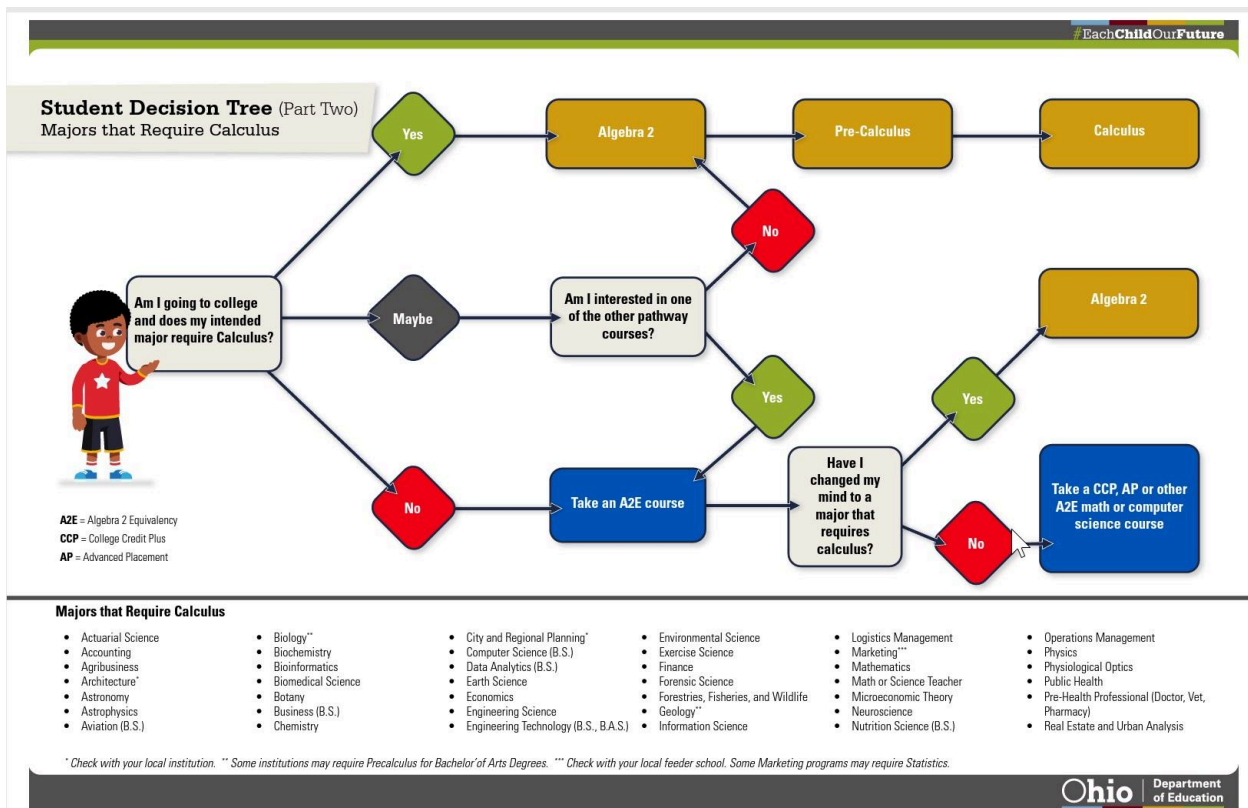 #EachChildOurFuture
Student Decision Tree (Part Two)
Majors that Require Calculus
Yes
Algebra 2
Pre-Calculus
Calculus
No
Am I going to college
and does my intended
major require Calculus?
Maybe
Am I interested in one
of the other pathway
courses?
Algebra 2
Yes
Yes
No
Take an A2E course
Have I
changed my
mind to a
major that
requires
calculus?
No
Take a CCP, AP or other
A2E math or computer
science course
A2E = Algebra 2 Equivalency
CCP = College Credit Plus
AP = Advanced Placement
Majors that Require Calculus
• Actuarial Science
• Accounting
• Agribusiness
• Architecture*
• Astronomy
• Astrophysics
• Aviation (B.S.)
• Biology**
• Biochemistry
• Bioinformatics
• Biomedical Science
• Botany
• Business (B.S.)
• Chemistry
• City and Regional Planning*
• Computer Science (B.S.)
• Data Analytics (B.S.)
• Earth Science
• Economics
• Engineering Science
• Engineering Technology (B.S., B.A.S.)
• Environmental Science
• Exercise Science
• Finance
• Forensic Science
• Forestries, Fisheries, and Wildlife
• Geology**
• Information Science
• Logistics Management
• Marketing***
• Mathematics
• Math or Science Teacher
• Microeconomic Theory
• Neuroscience
• Nutrition Science (B.S.)
• Operations Management
• Physics
• Physiological Optics
• Public Health
• Pre-Health Professional (Doctor, Vet,
Pharmacy)
• Real Estate and Urban Analysis
* Check with your local institution. ** Some institutions may require Precalculus for Bachelor'of Arts Degrees. *** Check with your local feeder school. Some Marketing programs may require Statistics.
Ohio
Department
of Education